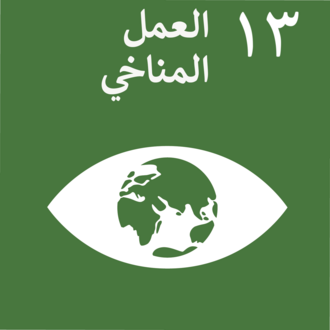 ١٣
العمل
المناخي